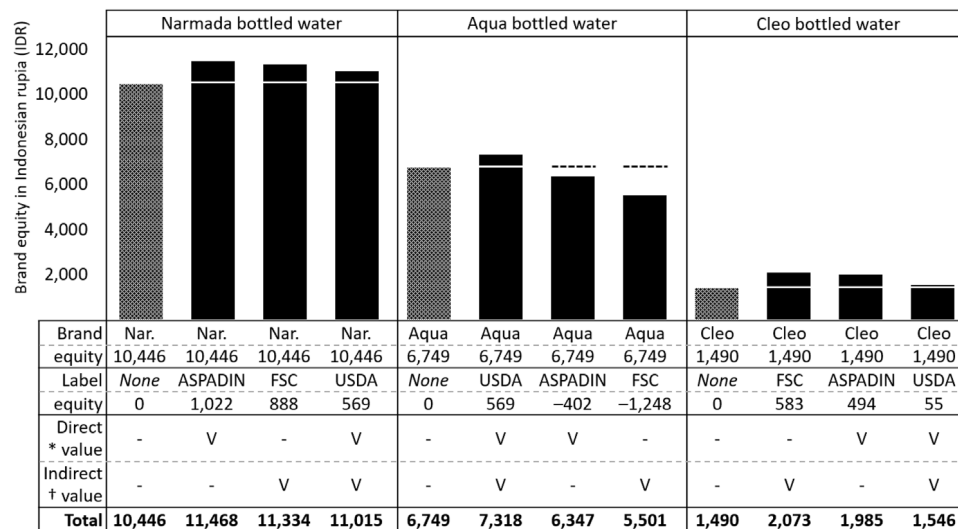 Narmada bottled water Aqua bottled water Cleo bottled water
Brand equity in Indonesian rupia (IDR)
12,000
10,000
8,000
6,000
4,000
2,000
Brand Nar. Nar. Nar. Nar. Aqua Aqua Aqua Aqua Cleo Cleo Cleo Cleo
equity 10,446 10,446 10,446 10,446 6,749 6,749 6,749 6,749 1,490 1,490 1,490 1,490
Label None ASPADIN FSC USDA None USDA ASPADIN FSC None FSC ASPADIN USDA
equity 0 1,022 888 569 0 569 –402 –1,248 0 583 494 55
Direct
* value - V - V - V V - - - V V
Indirect
† value - - V V - V - V - V - V
Total 10,446 11,468 11,334 11,015 6,749 7,318 6,347 5,501 1,490 2,073 1,985 1,546